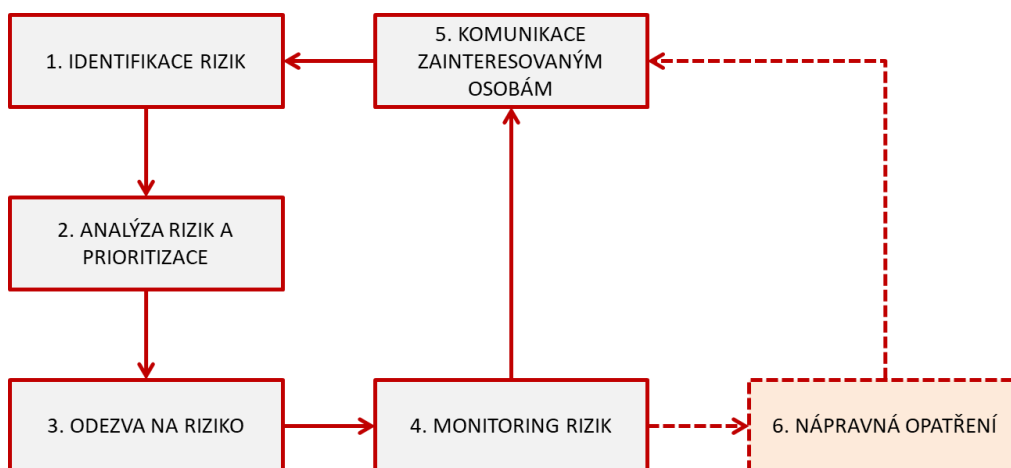 1. IDENTIFIKACE RIZIK
5. KOMUNIKACE
ZAINTERESOVANÝM
OSOBÁM
2. ANALÝZA RIZIK A
PRIORITIZACE
3. ODEZVA NA RIZIKO
4. MONITORING RIZIK
6. NÁPRAVNÁ OPATŘENÍ